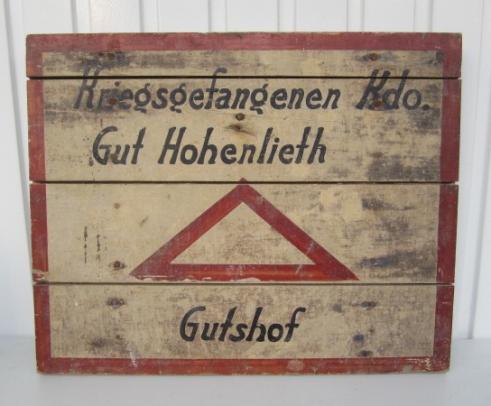 Kriegsgefangenen Kdo.
Gut Hohenlieth
Gutshof